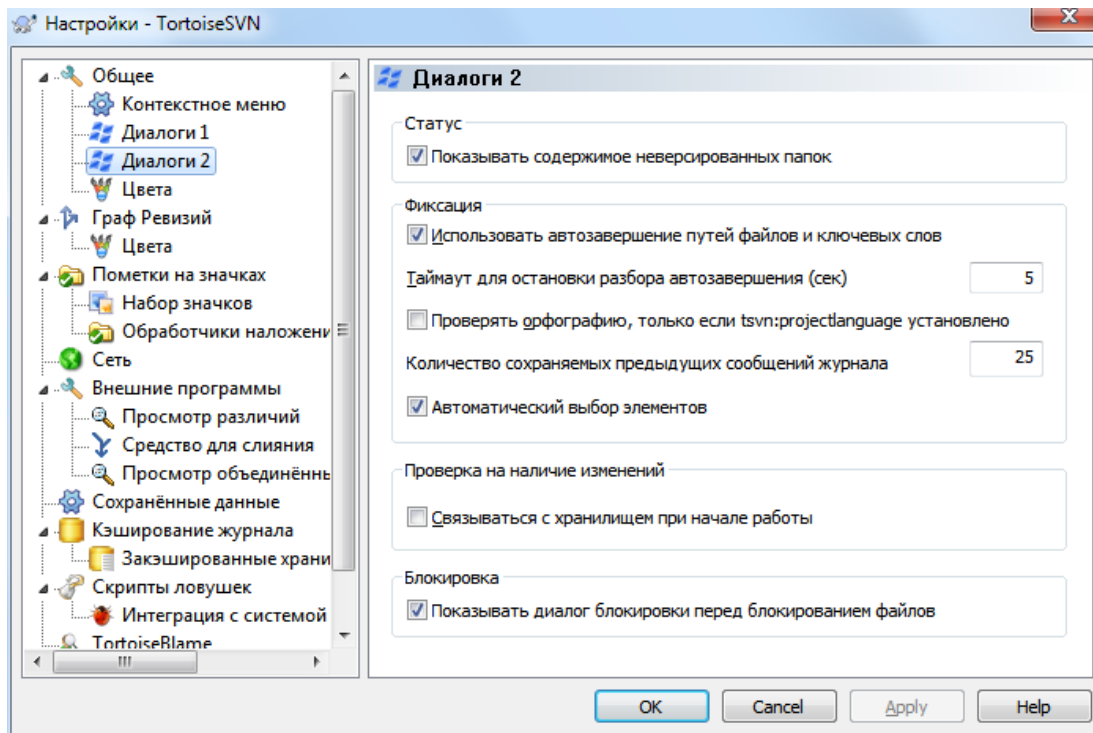 Настройки - TortoiseSVN
Общее
Контекстное меню
Диалоги 1
Диалоги 2
Цвета
Граф Ревизий
Цвета
Пометки на значках
Набор значков
Обработчики наложени
Сеть
Внешние программы
Просмотр различий
Средство для слияния
Просмотр объединённь
Сохранённые данные
Кэширование журнала
Закэшированные храни
Скрипты ловушек
Интеграция с системой
TortoiseBlame
Диалоги 2
Статус
Показывать содержимое неверсированных папок
Фиксация
Использовать автозавершение путей файлов и ключевых слов
Таймаут для остановки разбора автозавершения (сек)
5
Проверять орфографию, только если tsvn:projectlanguage установлено
Количество сохраняемых предыдущих сообщений журнала
25
Автоматический выбор элементов
Проверка на наличие изменений
Связываться с хранилищем при начале работы
Блокировка
Показывать диалог блокировки перед блокированием файлов
OK
Cancel
Apply
Help